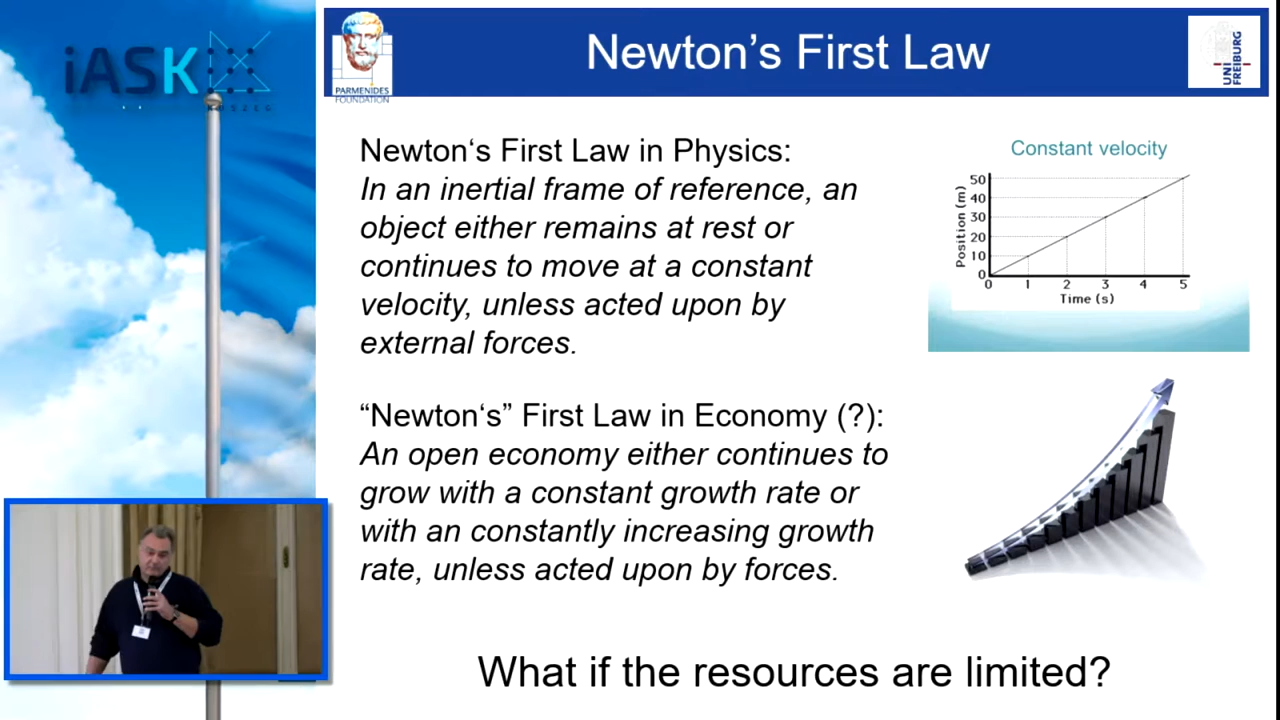 iASK
KŐSZEG
PARMENIDES
FOUNDATION
Newton's First Law
UNI
FREIBURG
Newton‘s First Law in Physics:
In an inertial frame of reference, an
object either remains at rest or
continues to move at a constant
velocity, unless acted upon by
external forces.
Constant velocity
Position (m)
50
40
30
20
10
0
0 1 2 3 4 5
Time (s)
“Newton‘s” First Law in Economy (?):
An open economy either continues to
grow with a constant growth rate or
with an constantly increasing growth
rate, unless acted upon by forces.
What if the resources are limited?